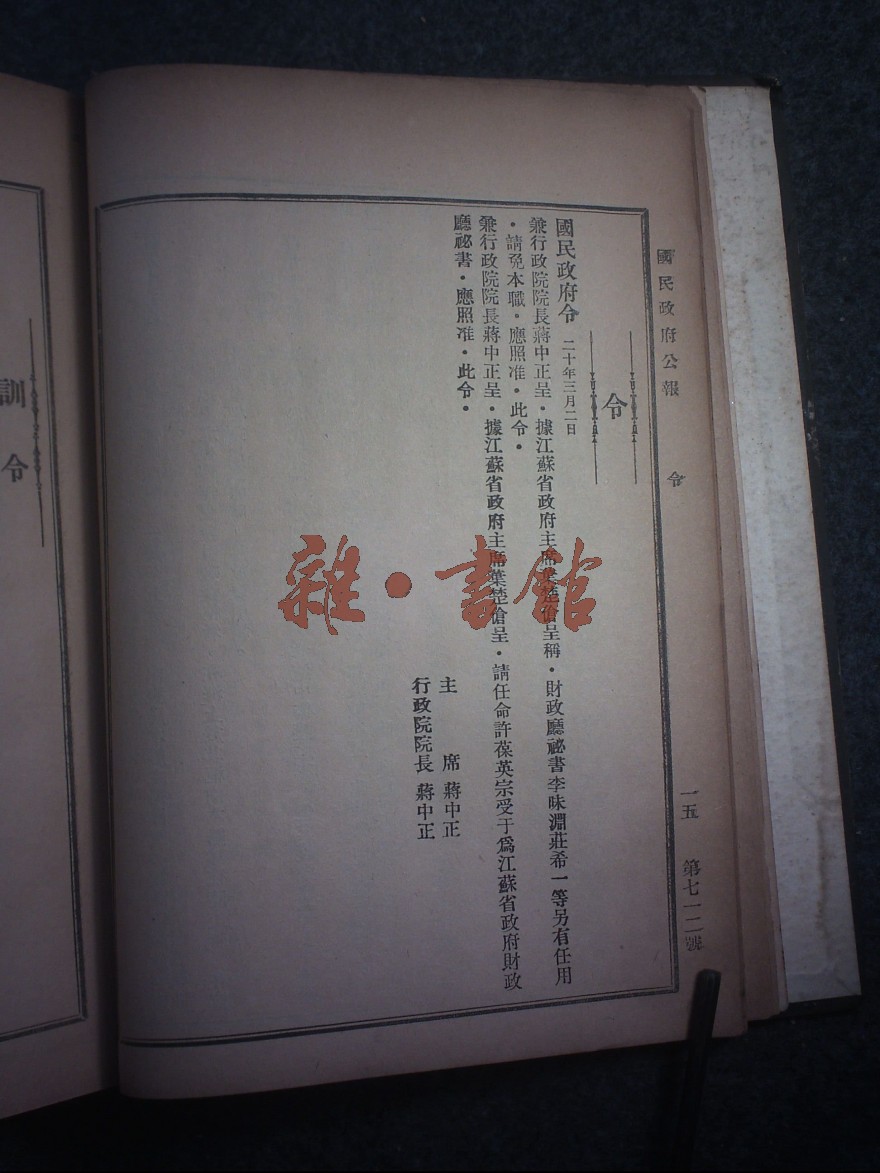 國民政府公報　令　一五　第七一二號
令
國民政府令　二十年三月二日
兼行政院院長蔣中正呈・據江蘇省政府主席葉楚傖呈稱・財政廳祕書李味淵莊希一等另有任用
・請免本職・應照准・此令・
兼行政院院長蔣中正呈・據江蘇省政府主席葉楚傖呈・請任命許葆英宗受于爲江蘇省政府財政
廳祕書・應照准・此令・
主席　蔣中正
行政院院長　蔣中正
訓令
雜・書館